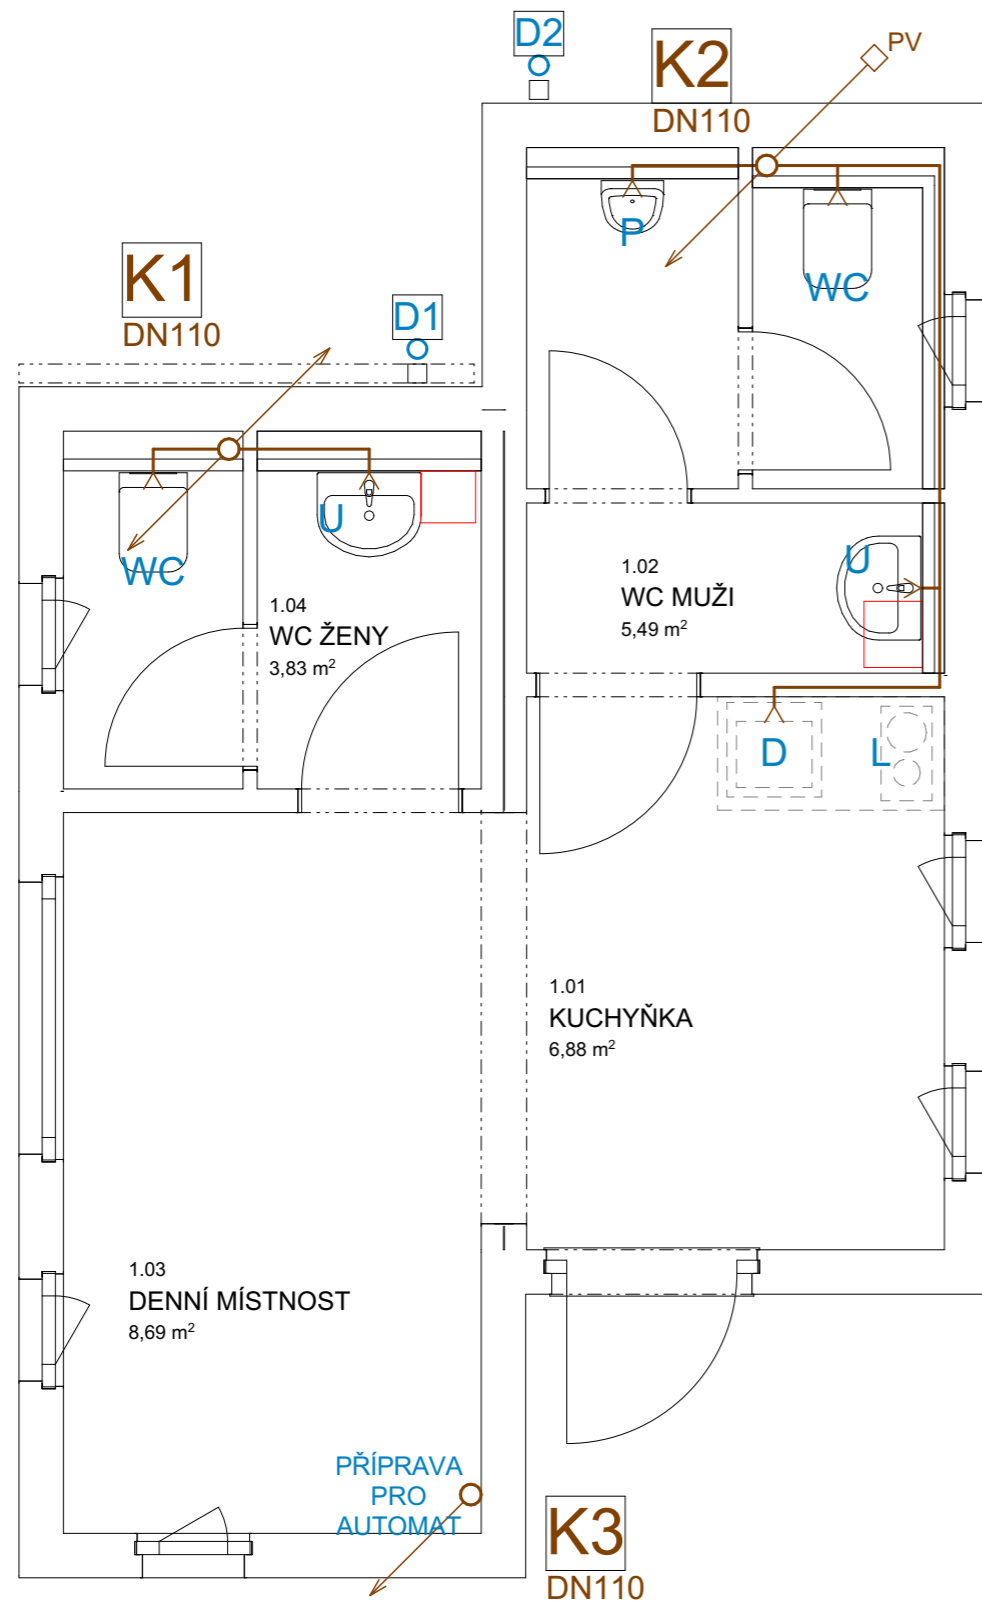 D2
K2
PV
DN110
P
WC
K1
DN110
D1
U
WC
1.04
WC ŽENY
3,83 m²
1.02
WC MUŽI
5,49 m²
U
D
L
1.01
KUCHYŇKA
6,88 m²
1.03
DENNÍ MÍSTNOST
8,69 m²
PŘÍPRAVA
PRO
AUTOMAT
K3
DN110